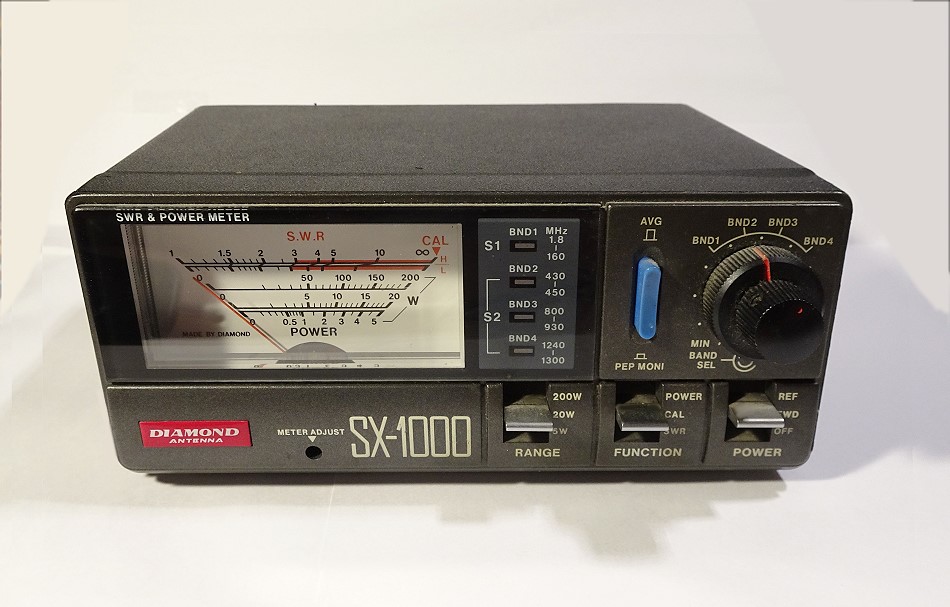 SWR & POWER METER
S.W.R
CAL
1 1.5 2 3 4 5 10 ∞ H
L
0 50 100 150 200
5 10 15 20 W
0 0.5 1 2 3 4 5
MADE BY DIAMOND
POWER
S1
BND1 MHz
1.8
160
S2
BND2 430
450
BND3 800
930
BND4 1240
1300
AVG
PEP MONI
BND1 BND2 BND3 BND4
MIN
BAND
SEL
DIAMOND
ANTENNA
METER ADJUST
SX-1000
200W
20W
5W
RANGE
POWER
CAL
SWR
FUNCTION
REF
FWD
OFF
POWER